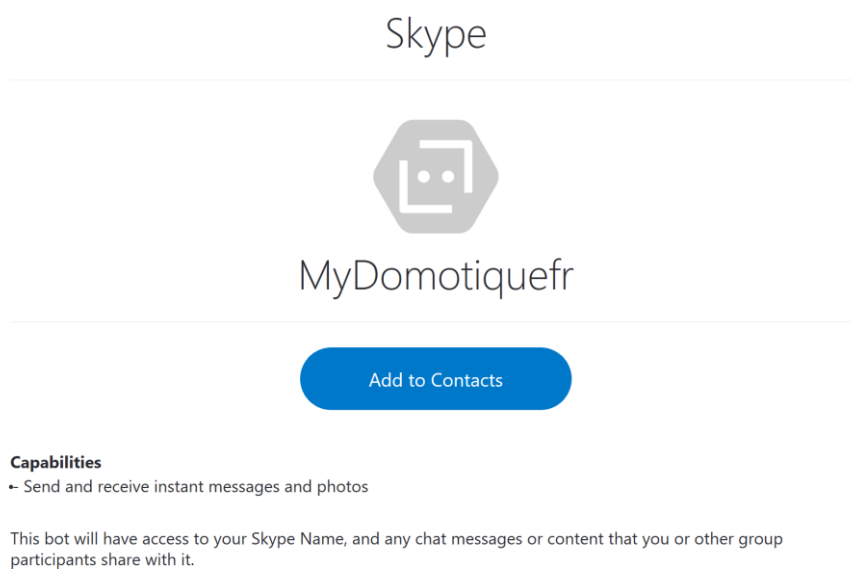 Skype
MyDomotiquefr
Add to Contacts
Capabilities
- Send and receive instant messages and photos
This bot will have access to your Skype Name, and any chat messages or content that you or other group
participants share with it.